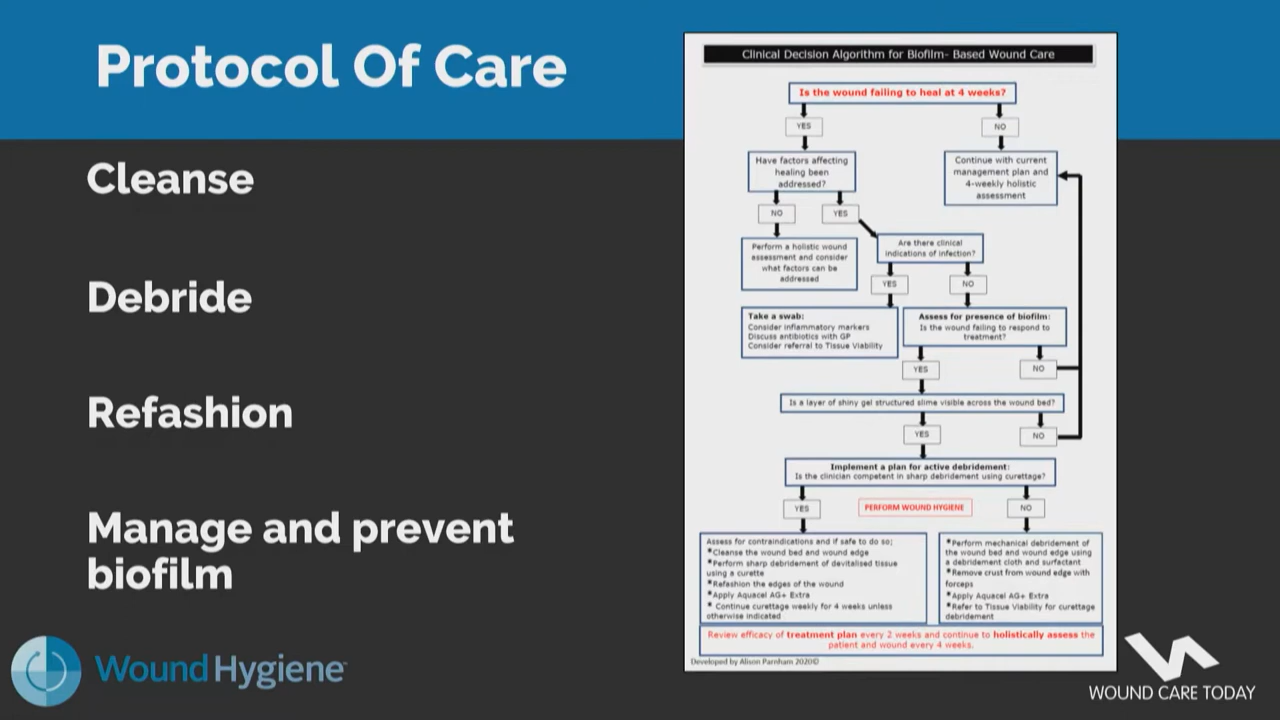 Protocol Of Care
Cleanse
Debride
Refashion
Manage and prevent
biofilm
WoundHygiene™
Clinical Decision Algorithm for Biofilm- Based Wound Care
Is the wound failing to heal at 4 weeks?
YES
NO
Have factors affecting
healing been
addressed?
Continue with current
management plan and
4-weekly holistic
assessment
NO
YES
Perform a holistic wound
assessment and consider
what factors can be
addressed
Are there clinical
indications of infection?
YES
NO
Take a swab:
Consider inflammatory markers
Discuss antibiotics with GP
Consider referral to Tissue Viability
Assess for presence of biofilm:
Is the wound failing to respond to
treatment?
YES
NO
Is a layer of shiny gel structured slime visible across the wound bed?
YES
NO
Implement a plan for active debridement:
Is the clinician competent in sharp debridement using curettage?
YES
PERFORM WOUND HYGIENE
NO
Assess for contraindications and if safe to do so;
*Cleanse the wound bed and wound edge
*Perform sharp debridement of devitalised tissue
using a curette
*Refashion the edges of the wound
*Apply Aquacel AG+ Extra
* Continue curettage weekly for 4 weeks unless
otherwise indicated
*Perform mechanical debridement of
the wound bed and wound edge using
a debridement cloth and surfactant
*Remove crust from wound edge with
forceps
*Apply Aquacel AG+ Extra
*Refer to Tissue Viability for curettage
debridement
Review efficacy of treatment plan every 2 weeks and continue to holistically assess the
patient and wound every 4 weeks.
Developed by Alison Parnham 2020©
WOUND CARE TODAY